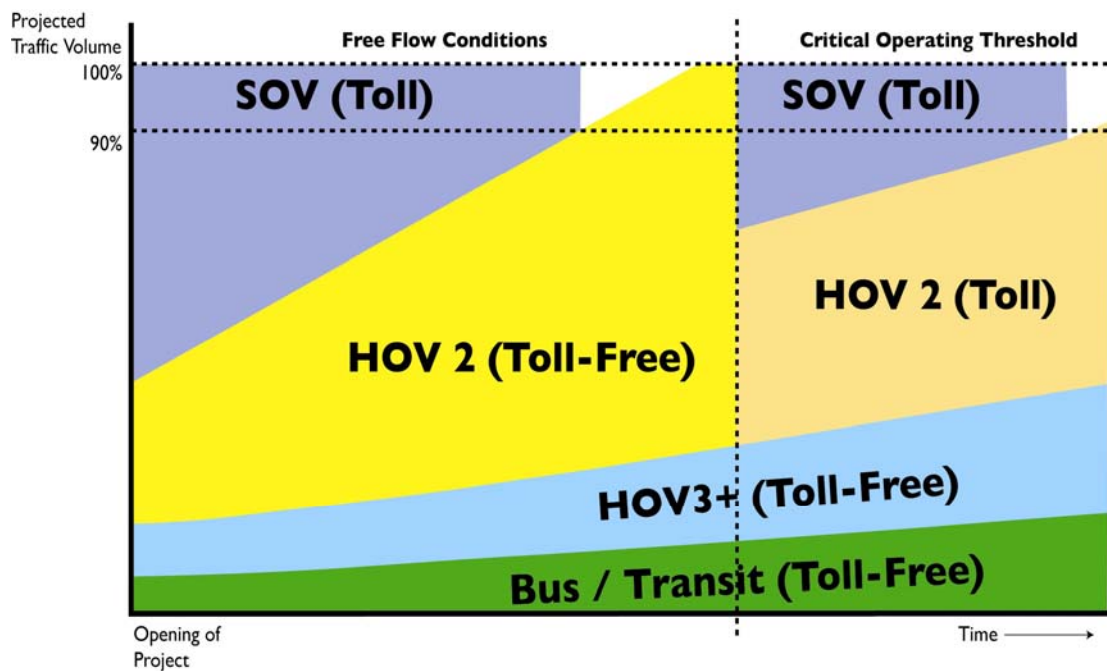 Projected
Traffic Volume
Free Flow Conditions
Critical Operating Threshold
100%
SOV (Toll)
SOV (Toll)
90%
HOV 2 (Toll)
HOV 2 (Toll-Free)
HOV3+ (Toll-Free)
Bus / Transit (Toll-Free)
Opening of
Project
Time